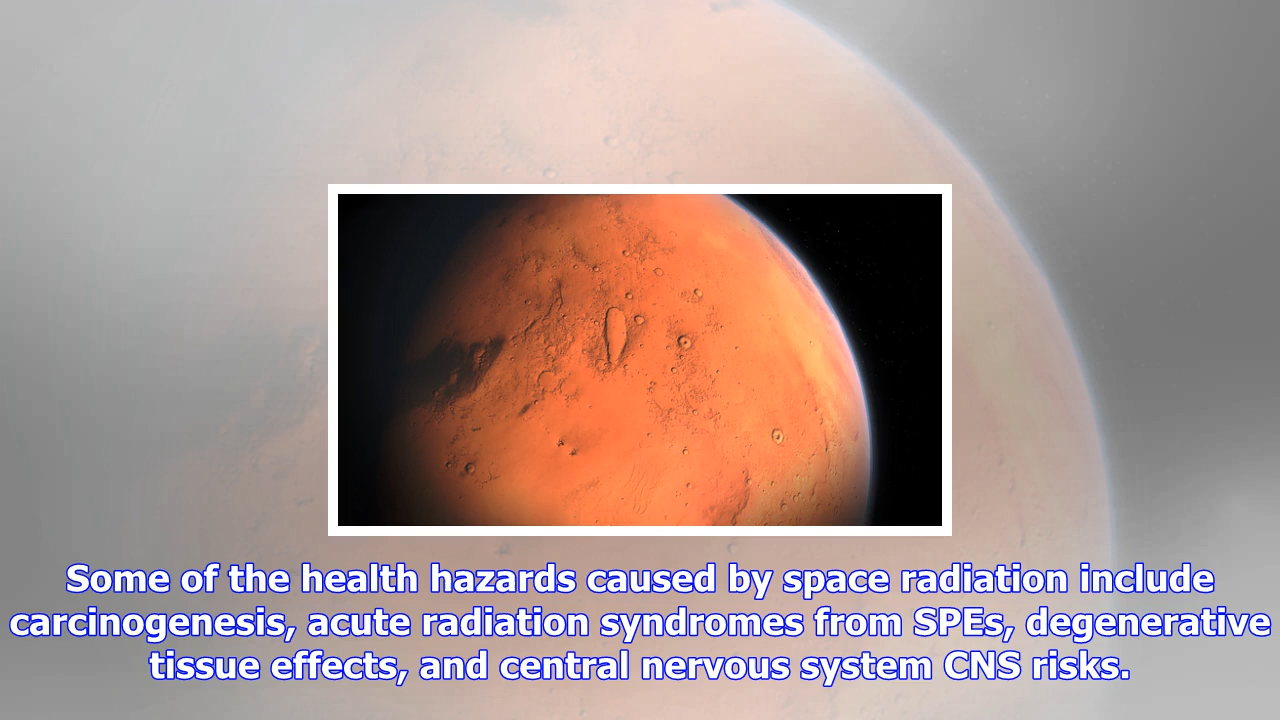 Some of the health hazards caused by space radiation include
carcinogenesis, acute radiation syndromes from SPEs, degenerative
tissue effects, and central nervous system CNS risks.